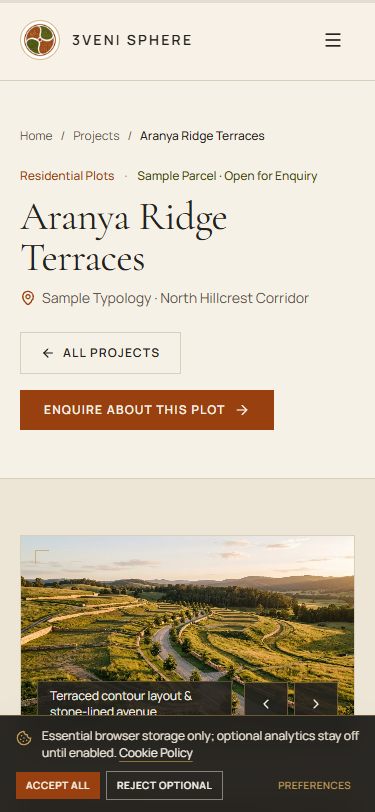 3VENI SPHERE
Home / Projects / Aranya Ridge Terraces
Residential Plots · Sample Parcel · Open for Enquiry
Aranya Ridge
Terraces
Sample Typology · North Hillcrest Corridor
← ALL PROJECTS
ENQUIRE ABOUT THIS PLOT →
Terraced contour layout &
stone-lined avenue
Essential browser storage only; optional analytics stay off
until enabled. Cookie Policy
ACCEPT ALL REJECT OPTIONAL PREFERENCES